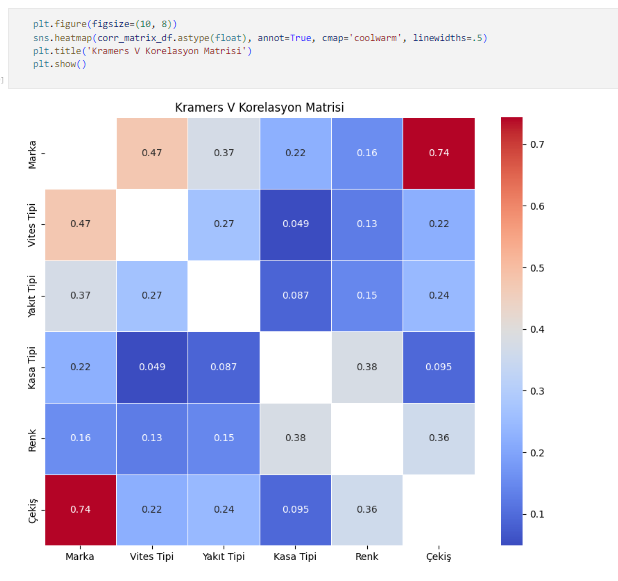 plt.figure(figsize=(10, 8))
sns.heatmap(corr_matrix_df.astype(float), annot=True, cmap='coolwarm', linewidths=.5)
plt.title('Kramers V Korelasyon Matrisi')
plt.show()
Kramers V Korelasyon Matrisi
Marka 0.47 0.37 0.22 0.16 0.74
Vites Tipi 0.47 0.27 0.049 0.13 0.22
Yakıt Tipi 0.37 0.27 0.087 0.15 0.24
Kasa Tipi 0.22 0.049 0.087 0.38 0.095
Renk 0.16 0.13 0.15 0.38 0.36
Çekiş 0.74 0.22 0.24 0.095 0.36
Marka Vites Tipi Yakıt Tipi Kasa Tipi Renk Çekiş
0.7
0.6
0.5
0.4
0.3
0.2
0.1